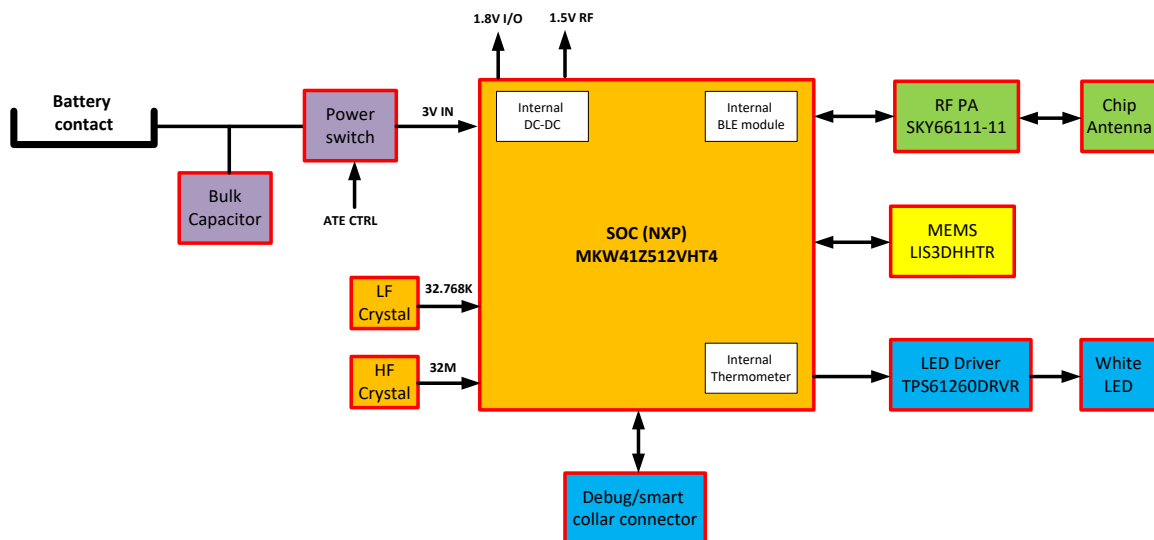 1.8V I/O
1.5V RF
Battery
contact
Power
switch
3V IN
Internal
DC-DC
Internal
BLE module
RF PA
SKY66111-11
Chip
Antenna
Bulk
Capacitor
ATE CTRL
SOC (NXP)
MKW41Z512VHT4
MEMS
LIS3DHHTR
LF
Crystal
32.768K
HF
Crystal
32M
Internal
Thermometer
LED Driver
TPS61260DRVR
White
LED
Debug/smart
collar connector